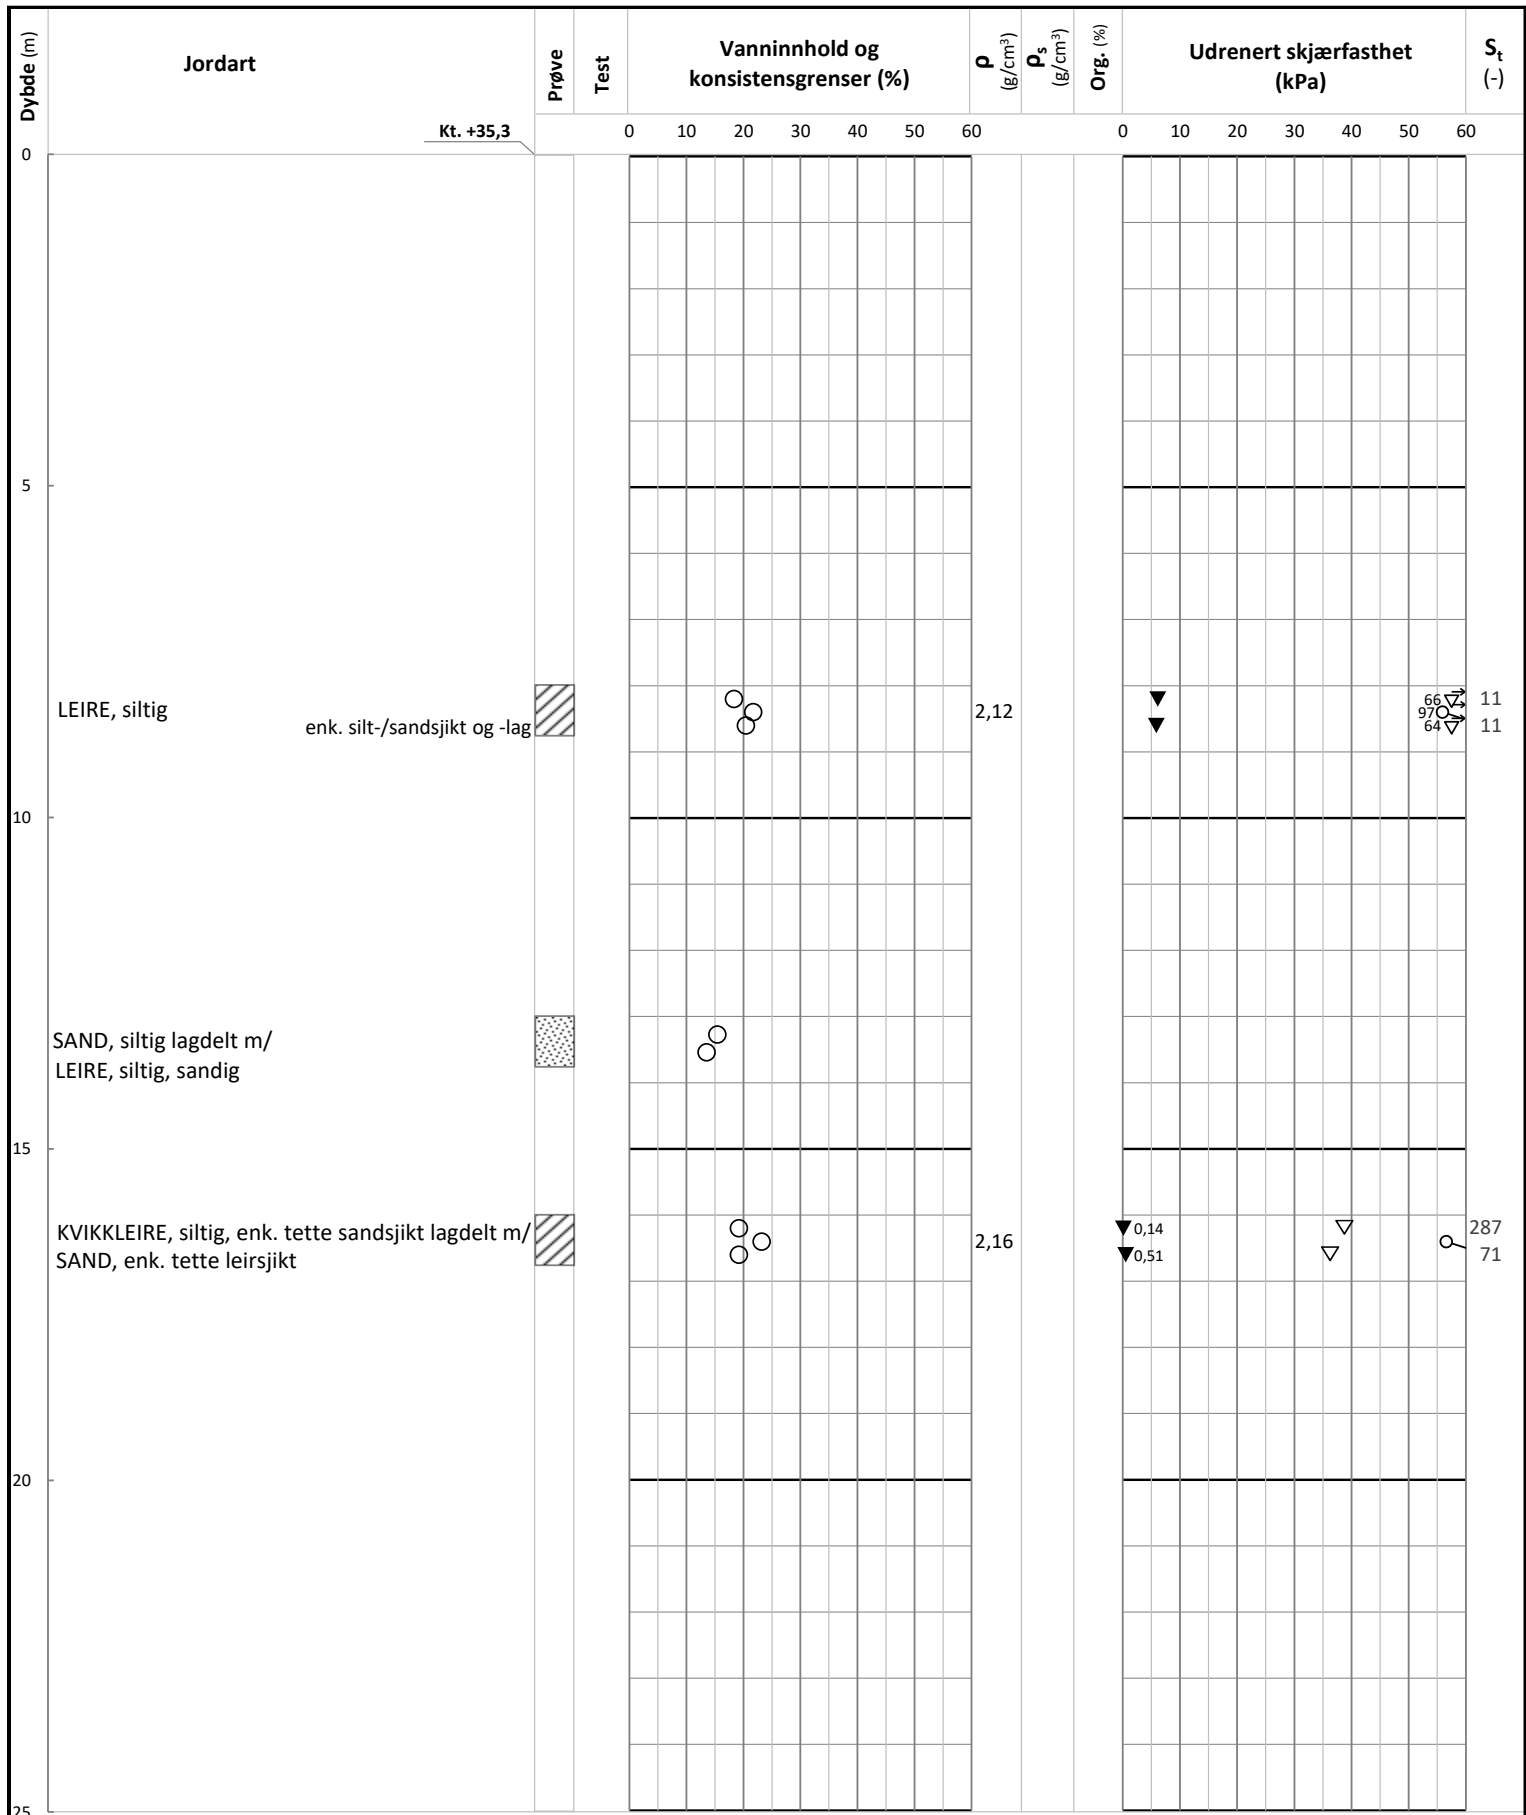 Dybde (m)
Jordart
Prøve
Test
Vanninnhold og
konsistensgrenser (%)
ρ
(g/cm³)
ρs
(g/cm³)
Org. (%)
Udrenert skjærfasthet
(kPa)
St
(-)
Kt. +35,3
0 10 20 30 40 50 60
0 10 20 30 40 50 60
0
5
LEIRE, siltig
enk. silt-/sandsjikt og -lag
2,12
66
97
64
11
11
10
SAND, siltig lagdelt m/
LEIRE, siltig, sandig
15
KVIKKLEIRE, siltig, enk. tette sandsjikt lagdelt m/
SAND, enk. tette leirsjikt
2,16
0,14
0,51
287
71
20
25